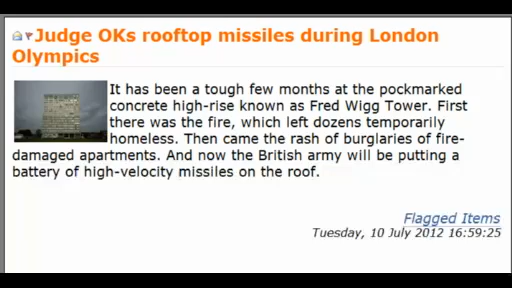 Judge OKs rooftop missiles during London
Olympics
It has been a tough few months at the pockmarked
concrete high-rise known as Fred Wigg Tower. First
there was the fire, which left dozens temporarily
homeless. Then came the rash of burglaries of fire-
damaged apartments. And now the British army will be putting a
battery of high-velocity missiles on the roof.
Flagged Items
Tuesday, 10 July 2012 16:59:25